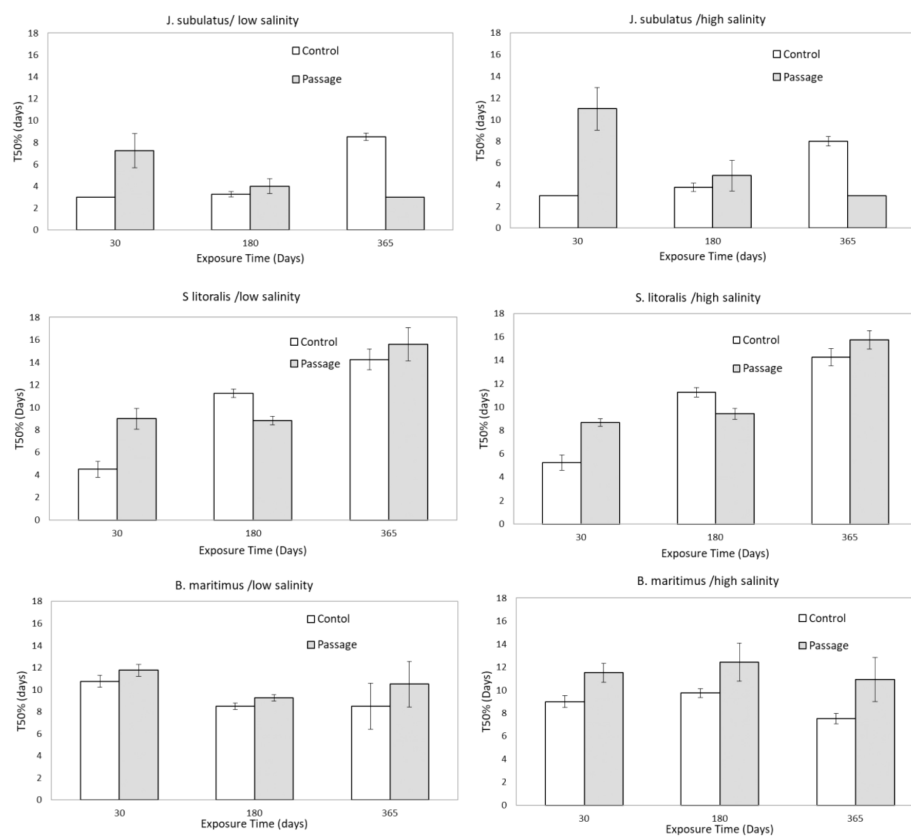 J. subulatus/ low salinity
18
16
14
12
10
8
6
4
2
0
T50% (days)
Control
Passage
30 180 365
Exposure Time (Days)
J. subulatus /high salinity
18
16
14
12
10
8
6
4
2
0
T50% (days)
Control
Passage
30 180 365
Exposure Time (days)
S litoralis /low salinity
18
16
14
12
10
8
6
4
2
0
T50% (Days)
Control
Passage
30 180 365
Exposure Time (Days)
S. litoralis /high salinity
18
16
14
12
10
8
6
4
2
0
T50% (days)
Control
Passage
30 180 365
Exposure Time (Days)
B. maritimus /low salinity
18
16
14
12
10
8
6
4
2
0
T50% (days)
Contol
Passage
30 180 365
Exposure Time (days)
B. maritimus /high salinity
18
16
14
12
10
8
6
4
2
0
T50% (Days)
Control
Passage
30 180 365
Exposure Time (days)